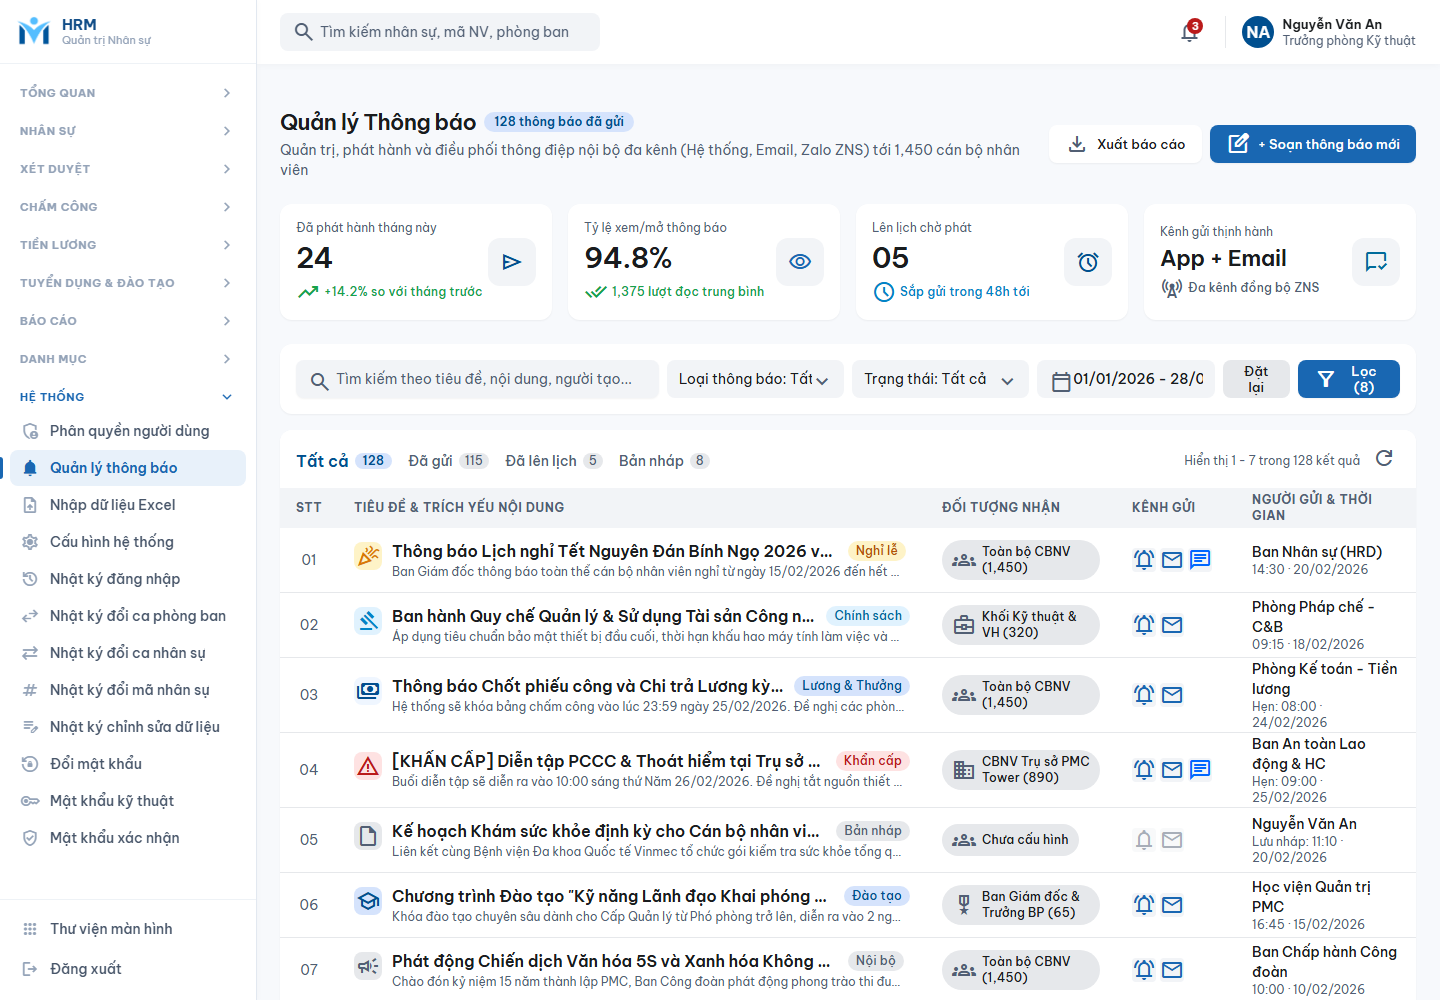 HRM
Quản trị Nhân sự
TỔNG QUAN
NHÂN SỰ
XÉT DUYỆT
CHẤM CÔNG
TIỀN LƯƠNG
TUYỂN DỤNG & ĐÀO TẠO
BÁO CÁO
DANH MỤC
HỆ THỐNG
Phân quyền người dùng
Quản lý thông báo
Nhập dữ liệu Excel
Cấu hình hệ thống
Nhật ký đăng nhập
Nhật ký đổi ca phòng ban
Nhật ký đổi ca nhân sự
Nhật ký đổi mã nhân sự
Nhật ký chỉnh sửa dữ liệu
Đổi mật khẩu
Mật khẩu kỹ thuật
Mật khẩu xác nhận
Thư viện màn hình
Đăng xuất
Tìm kiếm nhân sự, mã NV, phòng ban
3
NA
Nguyễn Văn An
Trưởng phòng Kỹ thuật
Quản lý Thông báo
128 thông báo đã gửi
Quản trị, phát hành và điều phối thông điệp nội bộ đa kênh (Hệ thống, Email, Zalo ZNS) tới 1,450 cán bộ nhân
viên
Xuất báo cáo
+ Soạn thông báo mới
Đã phát hành tháng này
24
+14.2% so với tháng trước
Tỷ lệ xem/mở thông báo
94.8%
1,375 lượt đọc trung bình
Lên lịch chờ phát
05
Sắp gửi trong 48h tới
Kênh gửi thịnh hành
App + Email
Đa kênh đồng bộ ZNS
Tìm kiếm theo tiêu đề, nội dung, người tạo...
Loại thông báo: Tất
Trạng thái: Tất cả
01/01/2026 - 28/0
Đặt
lại
Lọc
(8)
Tất cả 128
Đã gửi 115
Đã lên lịch 5
Bản nháp 8
Hiển thị 1 - 7 trong 128 kết quả
STT
TIÊU ĐỀ & TRÍCH YẾU NỘI DUNG
ĐỐI TƯỢNG NHẬN
KÊNH GỬI
NGƯỜI GỬI & THỜI
GIAN
01
Thông báo Lịch nghỉ Tết Nguyên Đán Bính Ngọ 2026 v...
Nghỉ lễ
Ban Giám đốc thông báo toàn thể cán bộ nhân viên nghỉ từ ngày 15/02/2026 đến hết ...
Toàn bộ CBNV
(1,450)
Ban Nhân sự (HRD)
14:30 · 20/02/2026
02
Ban hành Quy chế Quản lý & Sử dụng Tài sản Công n...
Chính sách
Áp dụng tiêu chuẩn bảo mật thiết bị đầu cuối, thời hạn khấu hao máy tính làm việc và ...
Khối Kỹ thuật &
VH (320)
Phòng Pháp chế -
C&B
09:15 · 18/02/2026
03
Thông báo Chốt phiếu công và Chi trả Lương kỳ...
Lương & Thưởng
Hệ thống sẽ khóa bảng chấm công vào lúc 23:59 ngày 25/02/2026. Đề nghị các phòn...
Toàn bộ CBNV
(1,450)
Phòng Kế toán - Tiền
lương
Hẹn: 08:00 ·
24/02/2026
04
[KHẨN CẤP] Diễn tập PCCC & Thoát hiểm tại Trụ sở ...
Khẩn cấp
Buổi diễn tập sẽ diễn ra vào 10:00 sáng thứ Năm 26/02/2026. Đề nghị tắt nguồn thiết ...
CBNV Trụ sở PMC
Tower (890)
Ban An toàn Lao
động & HC
Hẹn: 09:00 ·
25/02/2026
05
Kế hoạch Khám sức khỏe định kỳ cho Cán bộ nhân vi...
Bản nháp
Liên kết cùng Bệnh viện Đa khoa Quốc tế Vinmec tổ chức gói kiểm tra sức khỏe tổng q...
Chưa cấu hình
Nguyễn Văn An
Lưu nháp: 11:10 ·
20/02/2026
06
Chương trình Đào tạo "Kỹ năng Lãnh đạo Khai phóng ...
Đào tạo
Khóa đào tạo chuyên sâu dành cho Cấp Quản lý từ Phó phòng trở lên, diễn ra vào 2 ng...
Ban Giám đốc &
Trưởng BP (65)
Học viện Quản trị
PMC
16:45 · 15/02/2026
07
Phát động Chiến dịch Văn hóa 5S và Xanh hóa Không ...
Nội bộ
Chào đón kỷ niệm 15 năm thành lập PMC, Ban Công đoàn phát động phong trào thi đu...
Toàn bộ CBNV
(1,450)
Ban Chấp hành Công
đoàn
10:00 · 10/02/2026